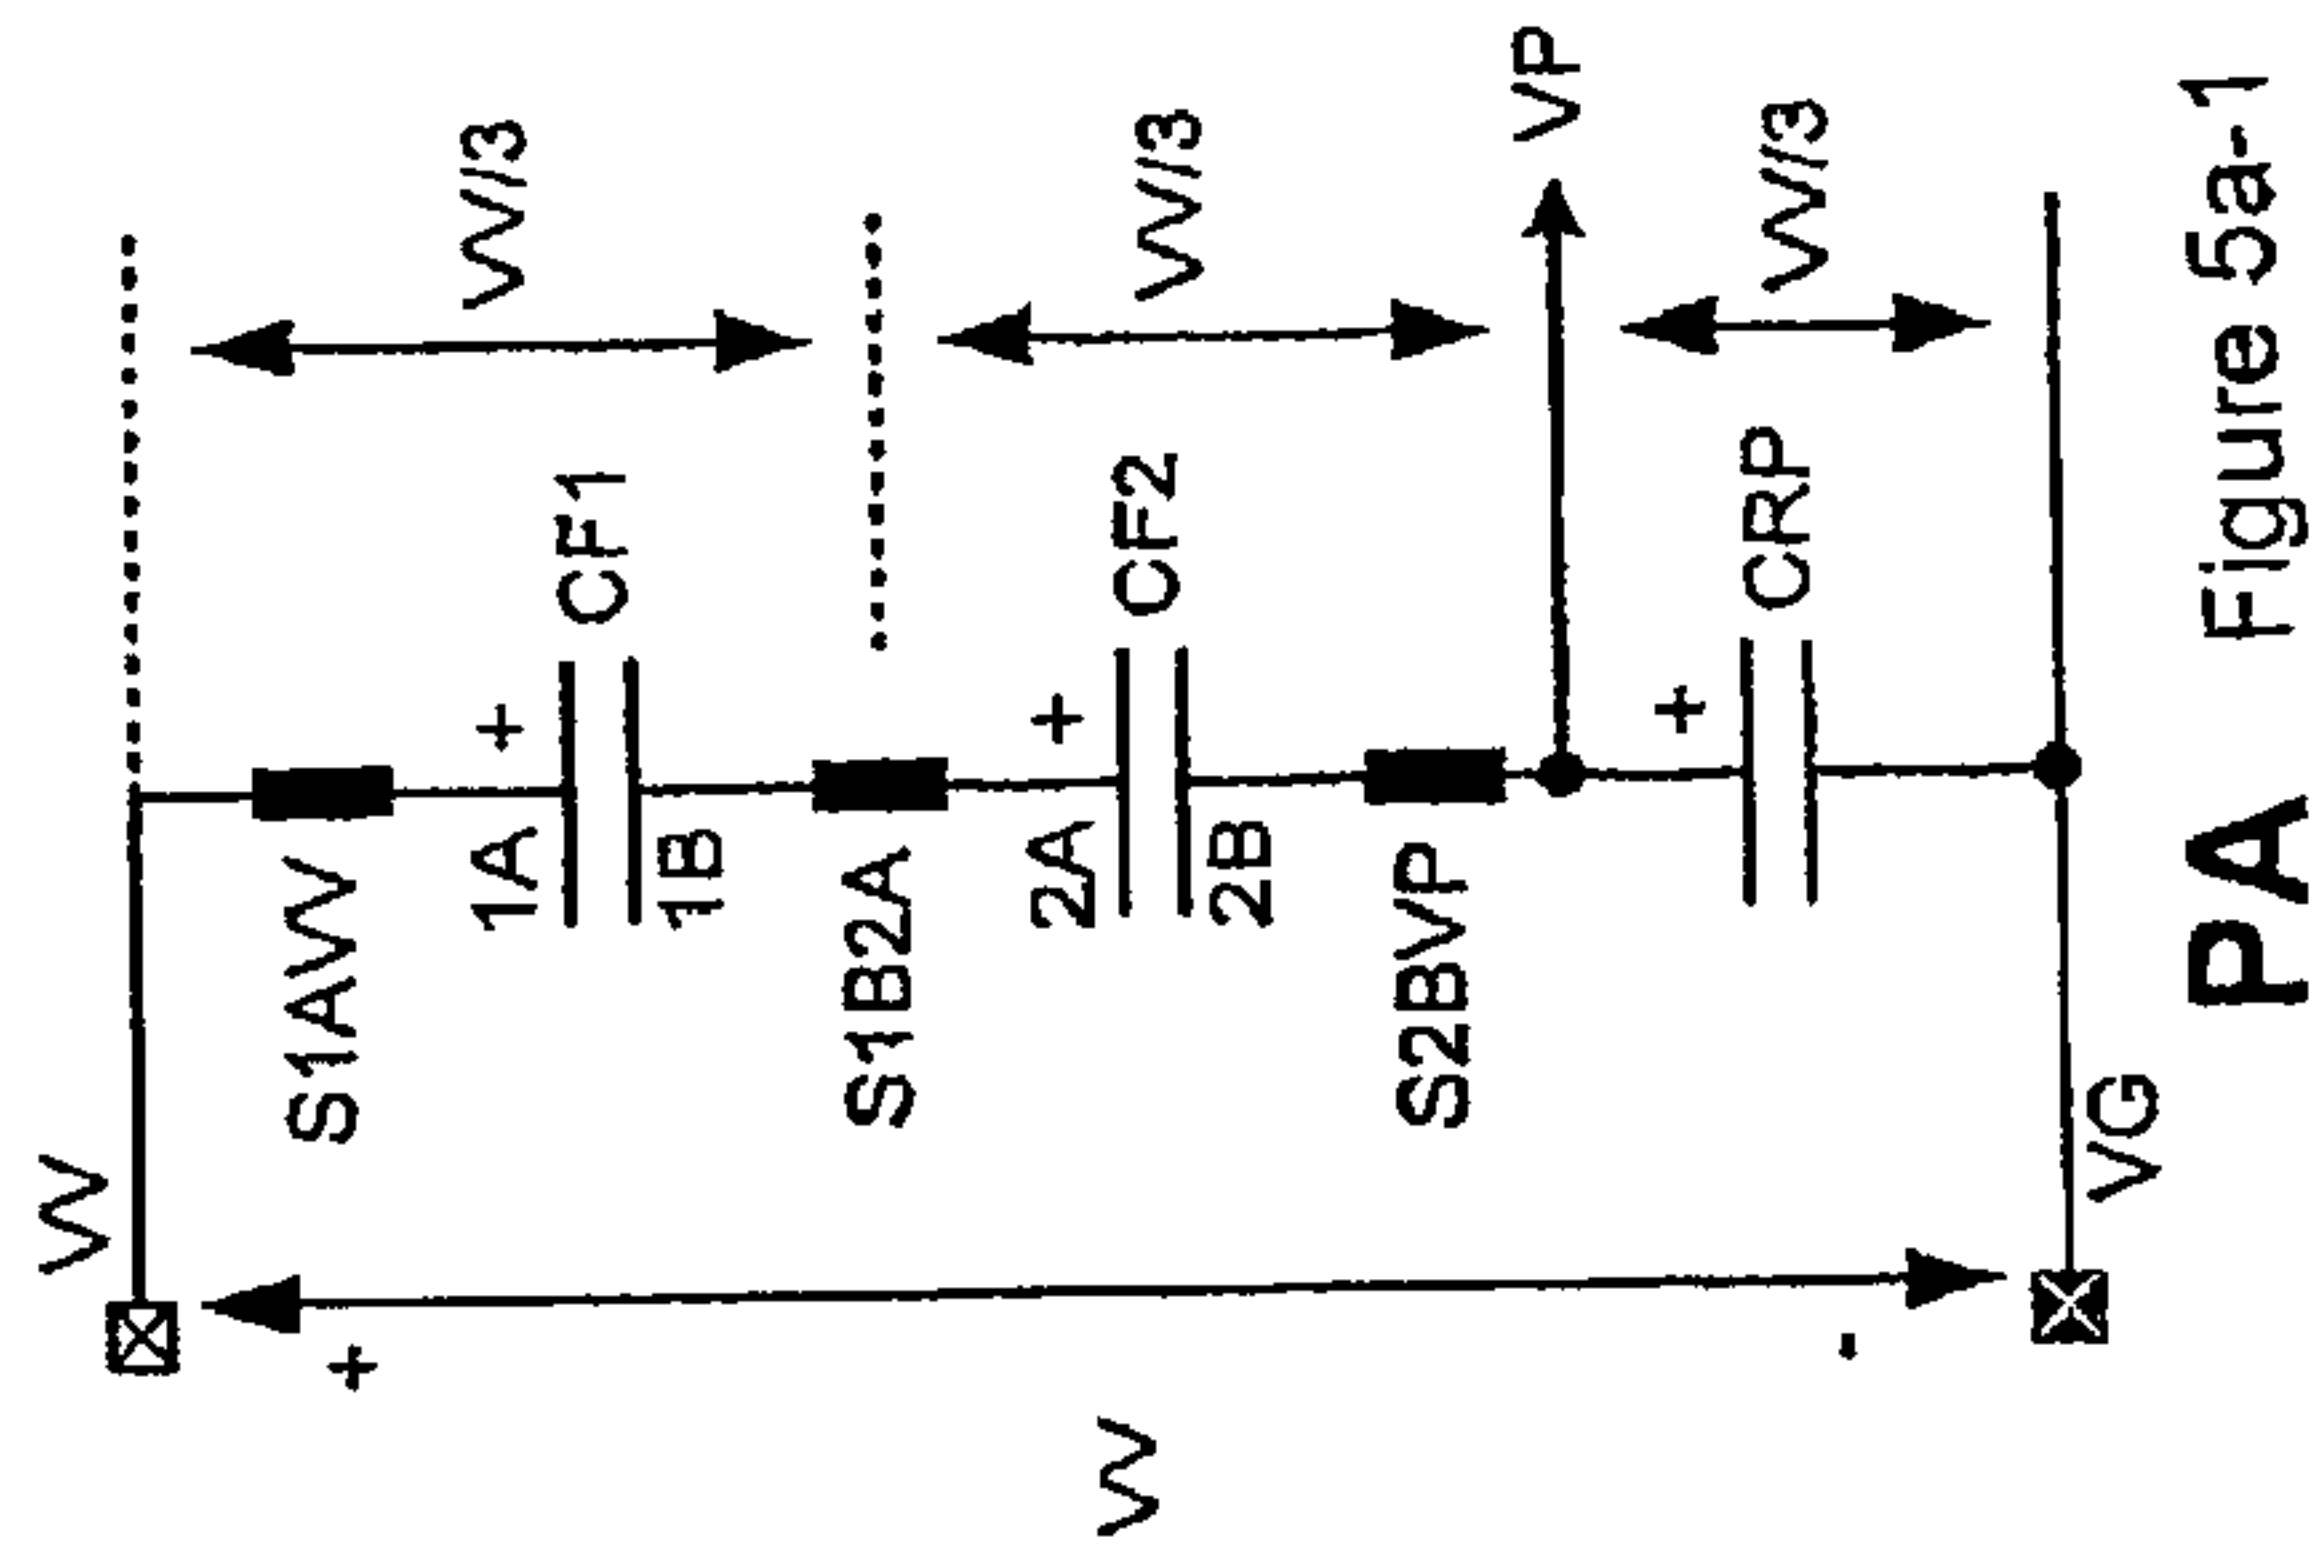 VV
S1AVV
+
1A
+
VV/3
CF1
1B
S1B2A
2A
+
VV
CF2
VV/3
2B
S2BVP
VP
+
CRP
VV/3
-
VG
PA
Figure 5a-1